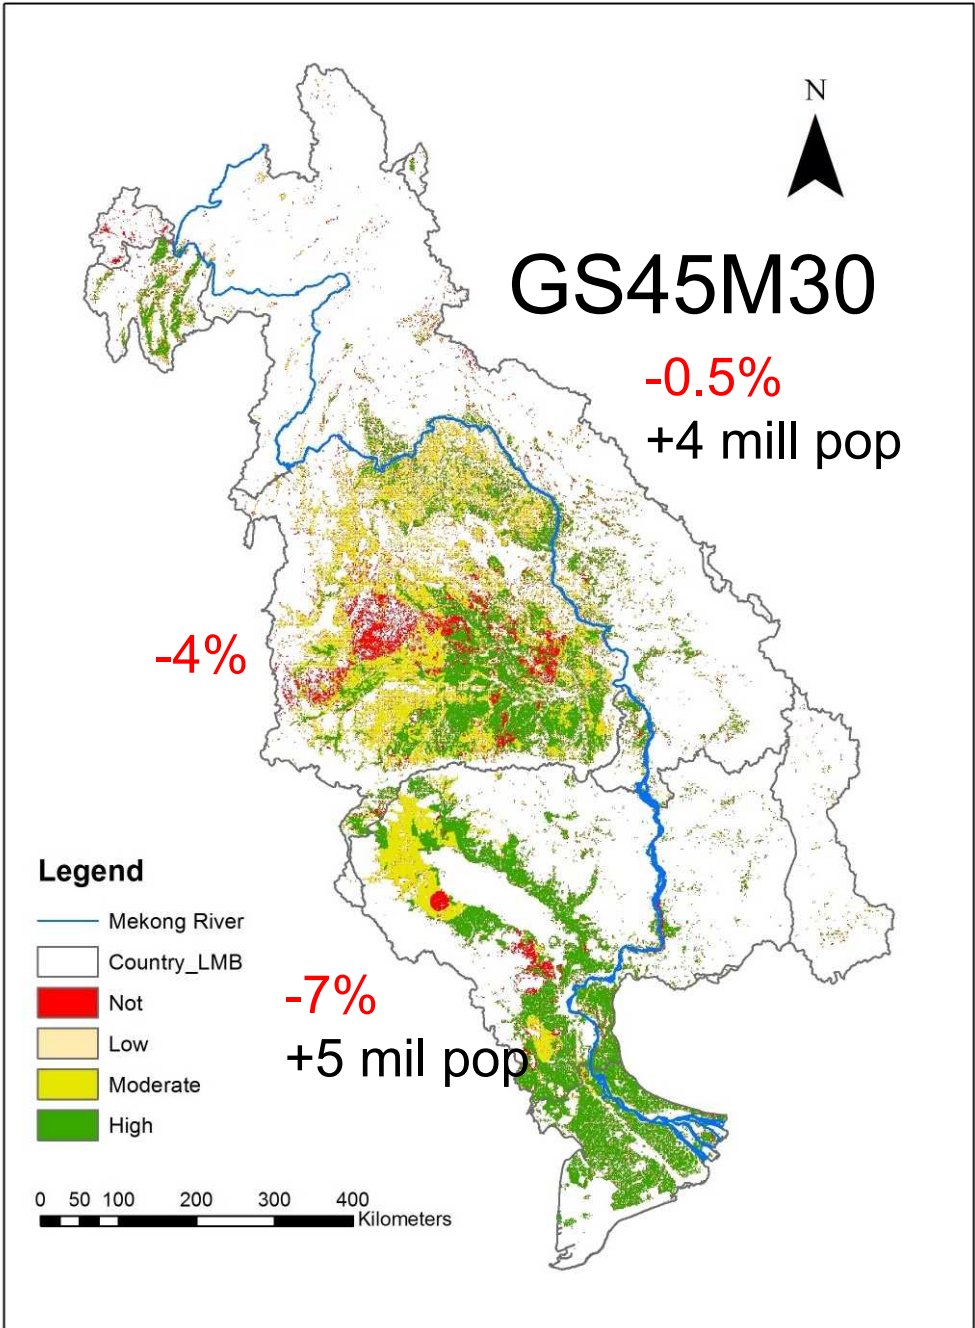 N
GS45M30
-0.5%
+4 mill pop
-4%
Legend
Mekong River
Country_LMB
Not
Low
Moderate
High
-7%
+5 mil pop
0 50 100 200 300 400
Kilometers